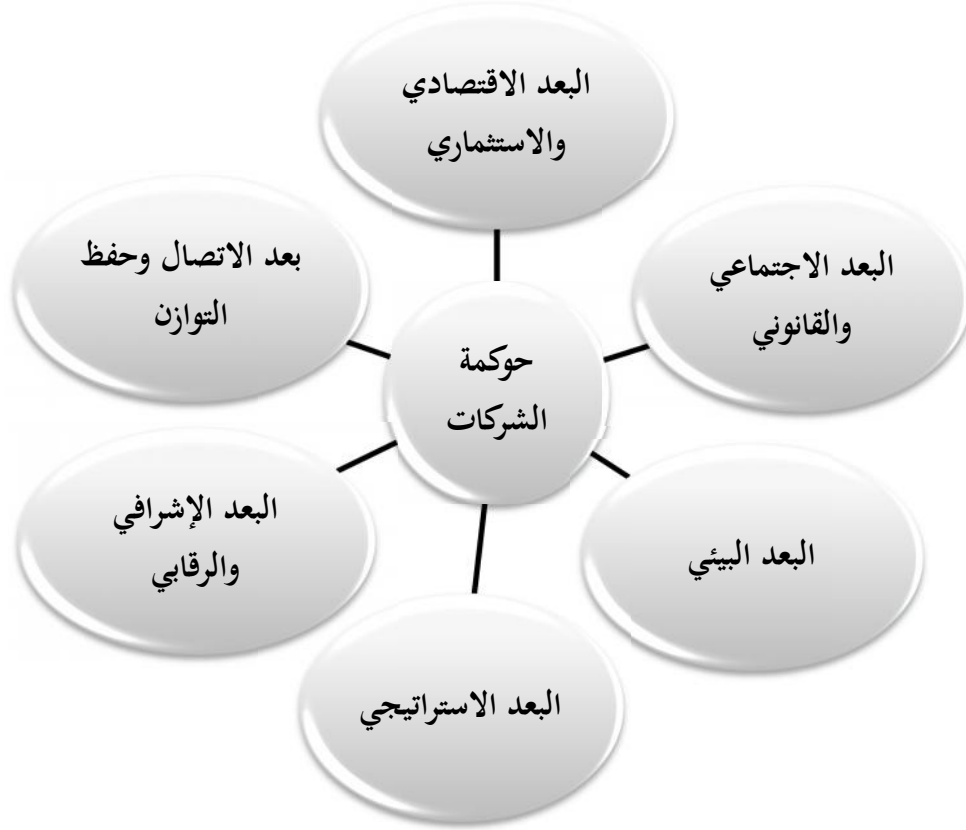 البعد الاقتصادي
والاستثماري
البعد الاجتماعي
والقانوني
بعد الاتصال وحفظ
التوازن
حوكمة
الشركات
البعد البيئي
البعد الإشرافي
والرقابي
البعد الاستراتيجي